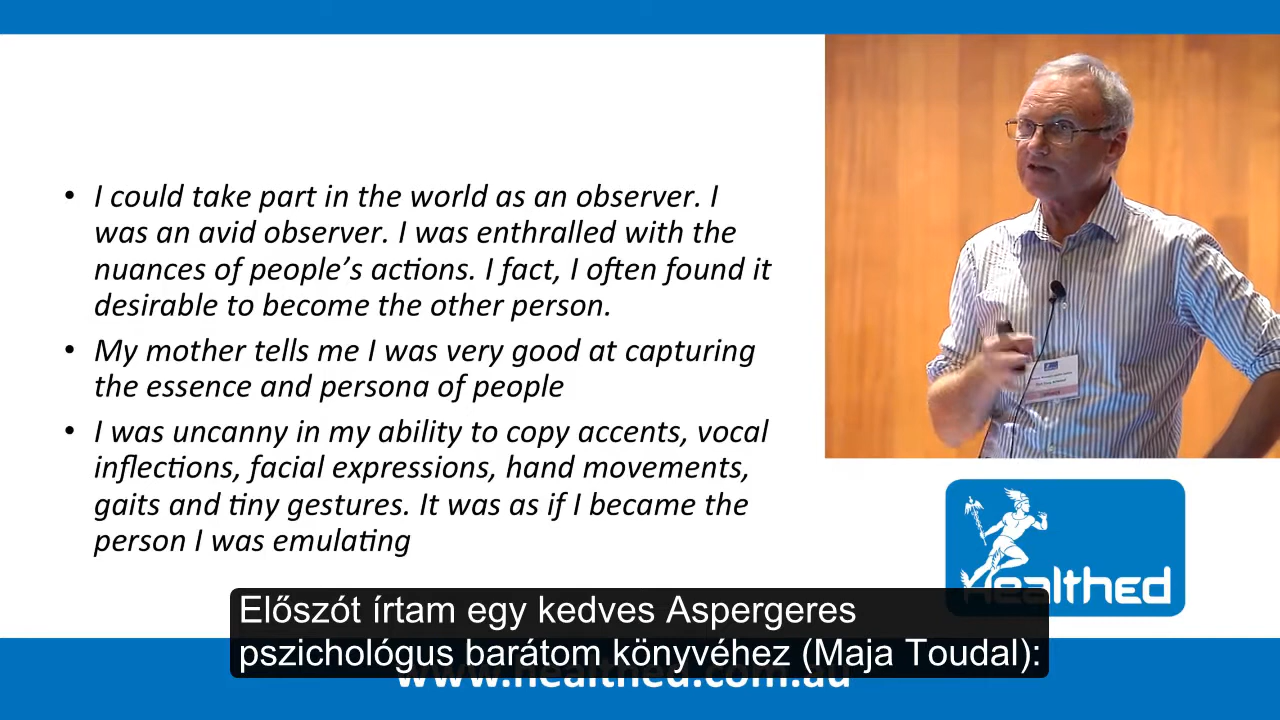 • I could take part in the world as an observer. I
was an avid observer. I was enthralled with the
nuances of people’s actions. I fact, I often found it
desirable to become the other person.
• My mother tells me I was very good at capturing
the essence and persona of people
• I was uncanny in my ability to copy accents, vocal
inflections, facial expressions, hand movements,
gaits and tiny gestures. It was as if I became the
person I was emulating
Healthed
Előszót írtam egy kedves Aspergeres
pszichológus barátom könyvéhez (Maja Toudal):
www.healthed.com.au